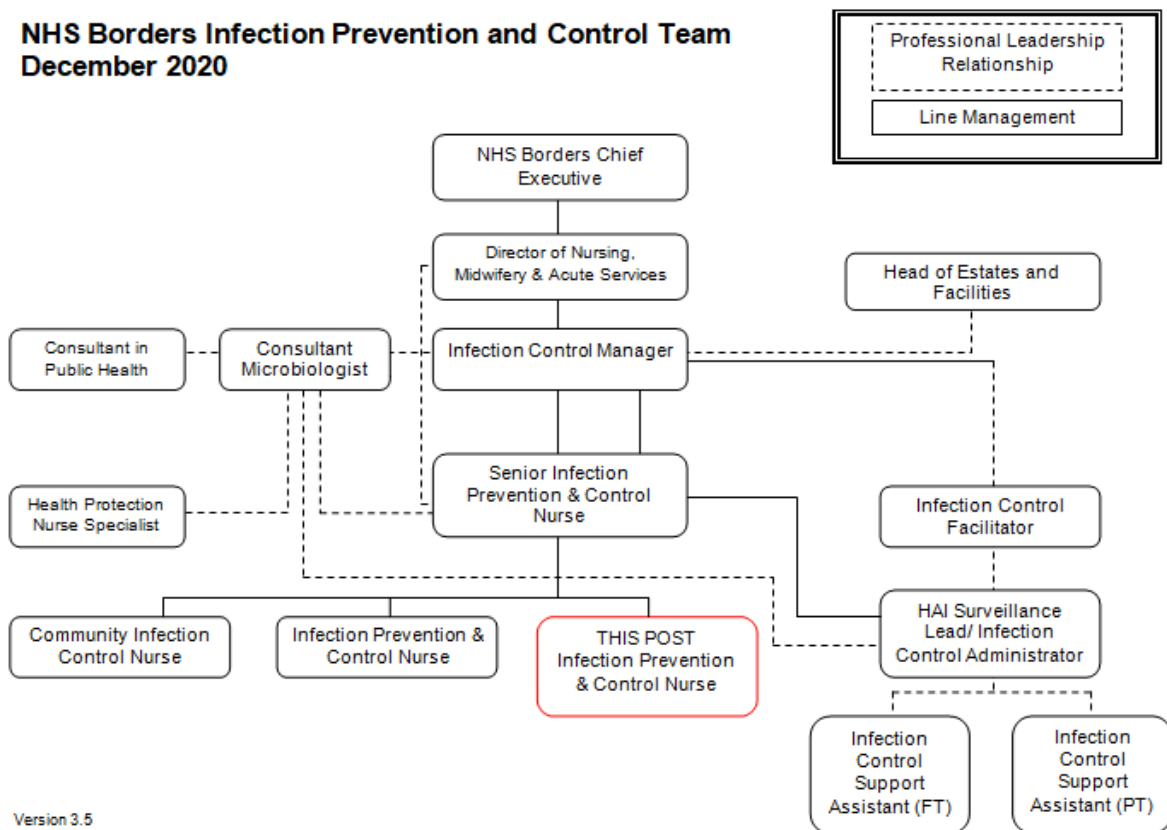 NHS Borders Infection Prevention and Control Team
December 2020
Professional Leadership
Relationship
Line Management
NHS Borders Chief
Executive
Director of Nursing,
Midwifery & Acute Services
Head of Estates and
Facilities
Consultant in
Public Health
Consultant
Microbiologist
Infection Control Manager
Health Protection
Nurse Specialist
Senior Infection
Prevention & Control
Nurse
Infection Control
Facilitator
Community Infection
Control Nurse
Infection Prevention &
Control Nurse
THIS POST
Infection Prevention
& Control Nurse
HAI Surveillance
Lead/ Infection
Control Administrator
Infection
Control
Support
Assistant (FT)
Infection
Control
Support
Assistant (PT)
Version 3.5